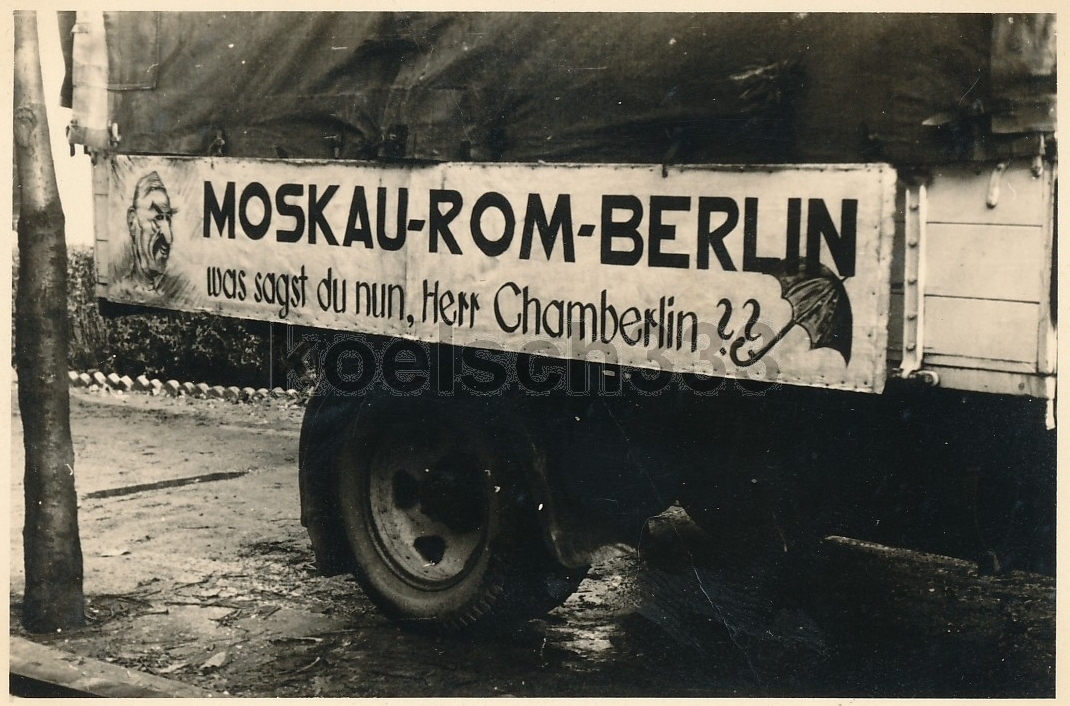 MOSKAU-ROM-BERLIN
was sagst du nun, Herr Chamberlin ??
koelsch333